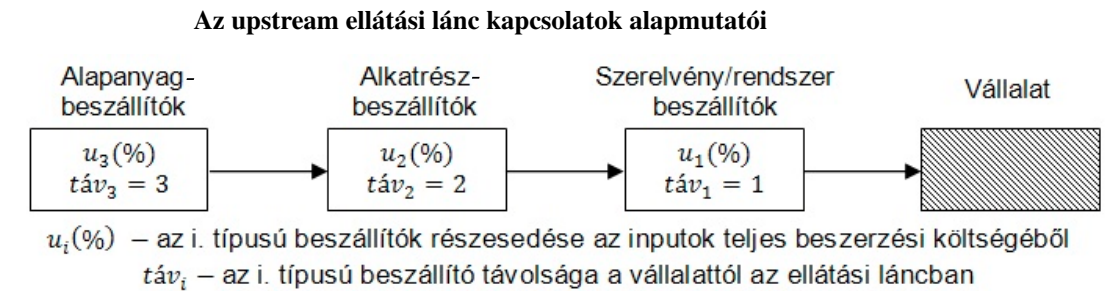 Az upstream ellátási lánc kapcsolatok alapmutatói
Alapanyag-
beszállítók
u₃(%)
táv₃ = 3
Alkatrész-
beszállítók
u₂(%)
táv₂ = 2
Szerelvény/rendszer
beszállítók
u₁(%)
táv₁ = 1
Vállalat
uᵢ(%) – az i. típusú beszállítók részesedése az inputok teljes beszerzési költségéből
távᵢ – az i. típusú beszállító távolsága a vállalattól az ellátási láncban